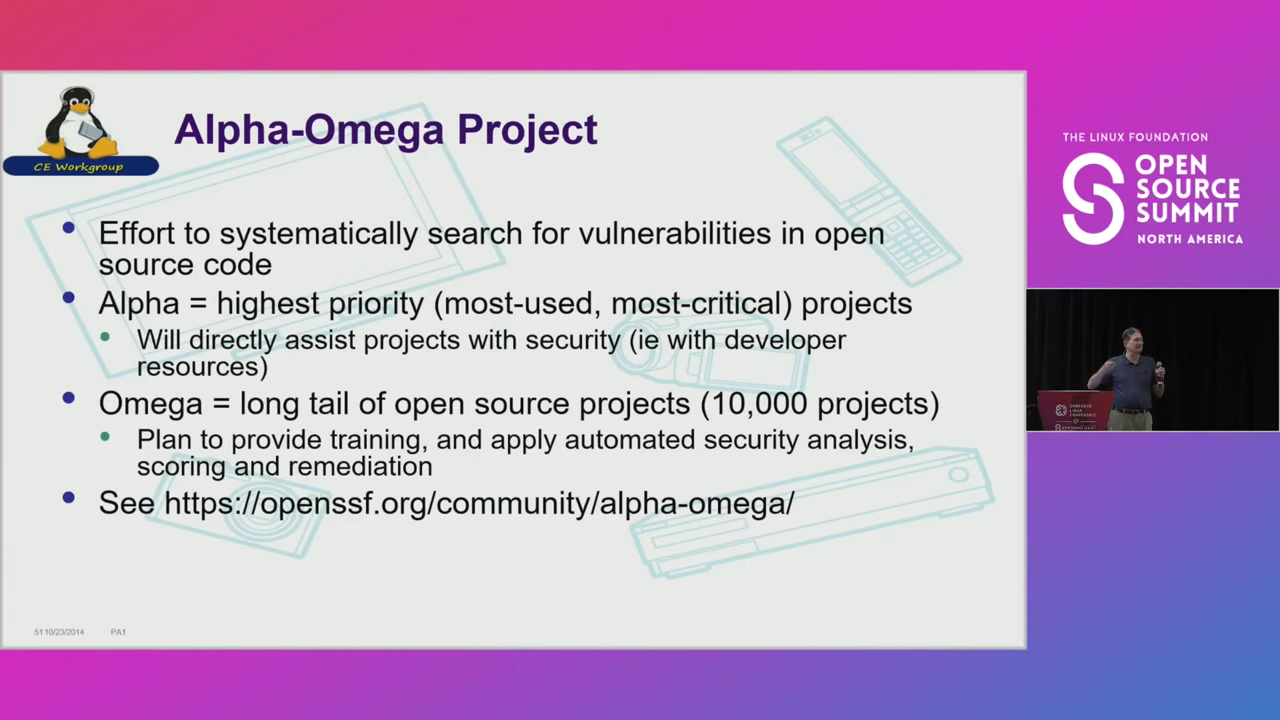 CE Workgroup
Alpha-Omega Project
Effort to systematically search for vulnerabilities in open
source code
Alpha = highest priority (most-used, most-critical) projects
Will directly assist projects with security (ie with developer
resources)
Omega = long tail of open source projects (10,000 projects)
Plan to provide training, and apply automated security analysis,
scoring and remediation
See https://openssf.org/community/alpha-omega/
51 10/23/2014 PA1
THE LINUX FOUNDATION
OPEN
SOURCE
SUMMIT
NORTH AMERICA
EMBEDDED
LINUX
CONFERENCE